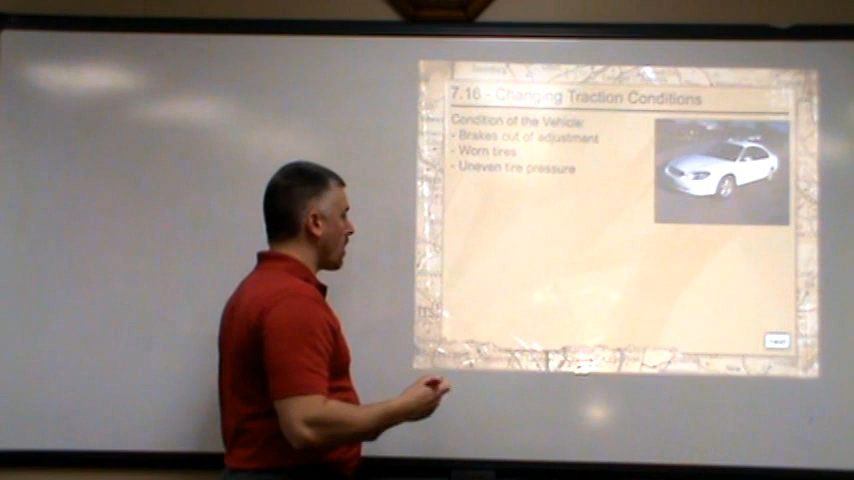 7.16 - Changing Traction Conditions
Condition of the Vehicle:
- Brakes out of adjustment
- Worn tires
- Uneven tire pressure